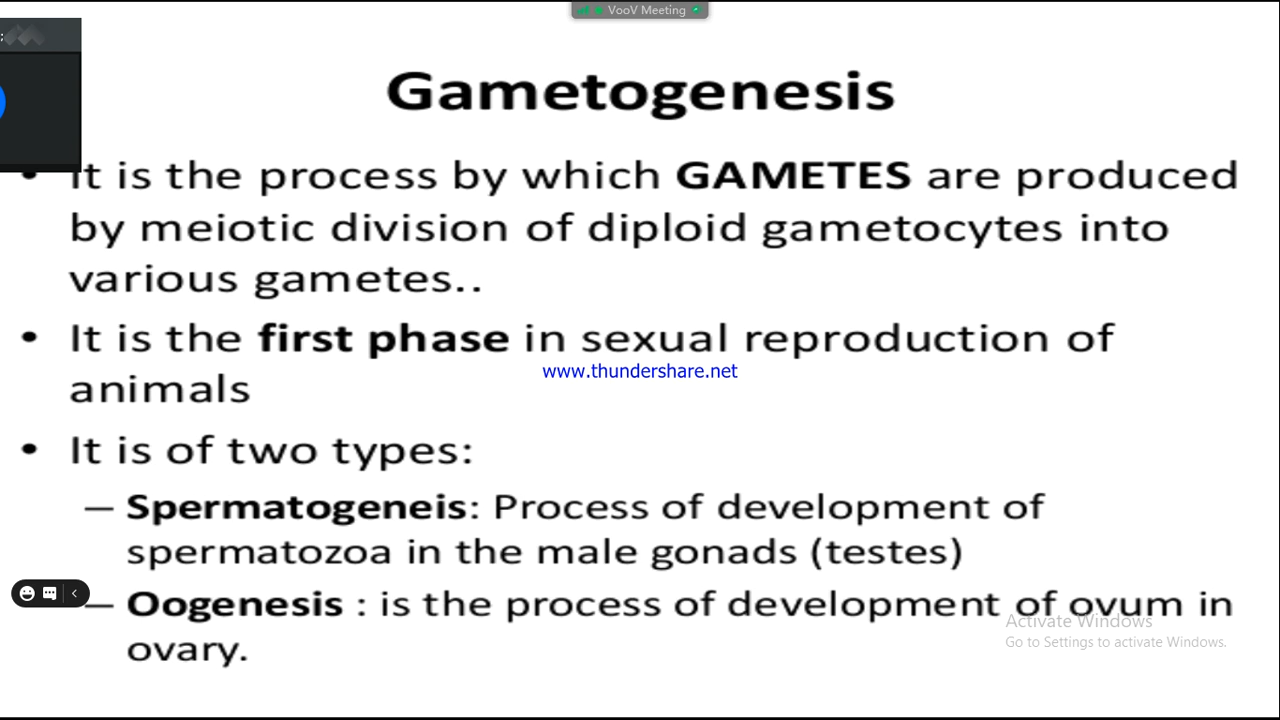 VooV Meeting
Gametogenesis
• It is the process by which GAMETES are produced
by meiotic division of diploid gametocytes into
various gametes..
• It is the first phase in sexual reproduction of
www.thundershare.net
animals
• It is of two types:
– Spermatogeneis: Process of development of
spermatozoa in the male gonads (testes)
– Oogenesis : is the process of development of ovum in
Activate Windows
Go to Settings to activate Windows.
ovary.